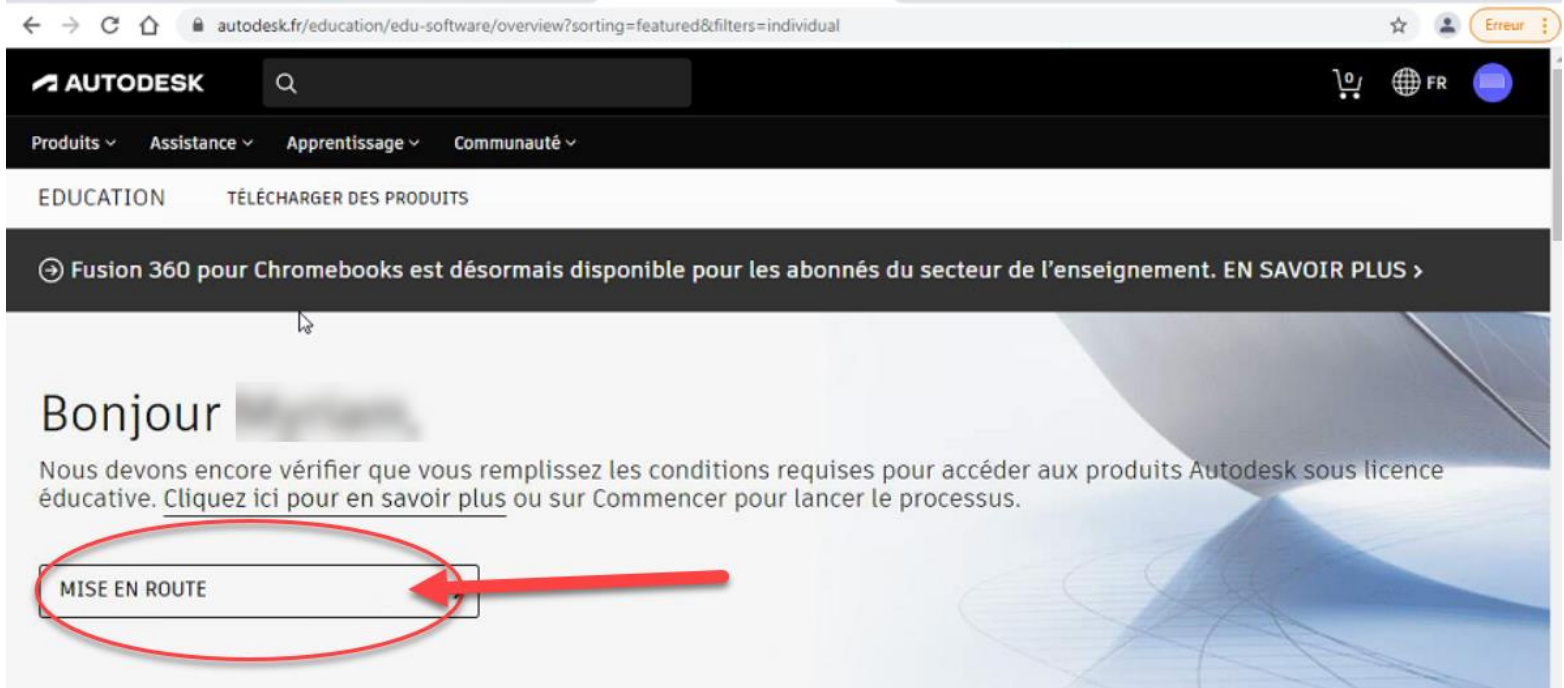 autodesk.fr/education/edu-software/overview?sorting=featured&filters=individual
Erreur
AUTODESK
0
FR
Produits
Assistance
Apprentissage
Communauté
EDUCATION
TÉLÉCHARGER DES PRODUITS
Fusion 360 pour Chromebooks est désormais disponible pour les abonnés du secteur de l'enseignement. EN SAVOIR PLUS >
Bonjour
Nous devons encore vérifier que vous remplissez les conditions requises pour accéder aux produits Autodesk sous licence
éducative. Cliquez ici pour en savoir plus ou sur Commencer pour lancer le processus.
MISE EN ROUTE